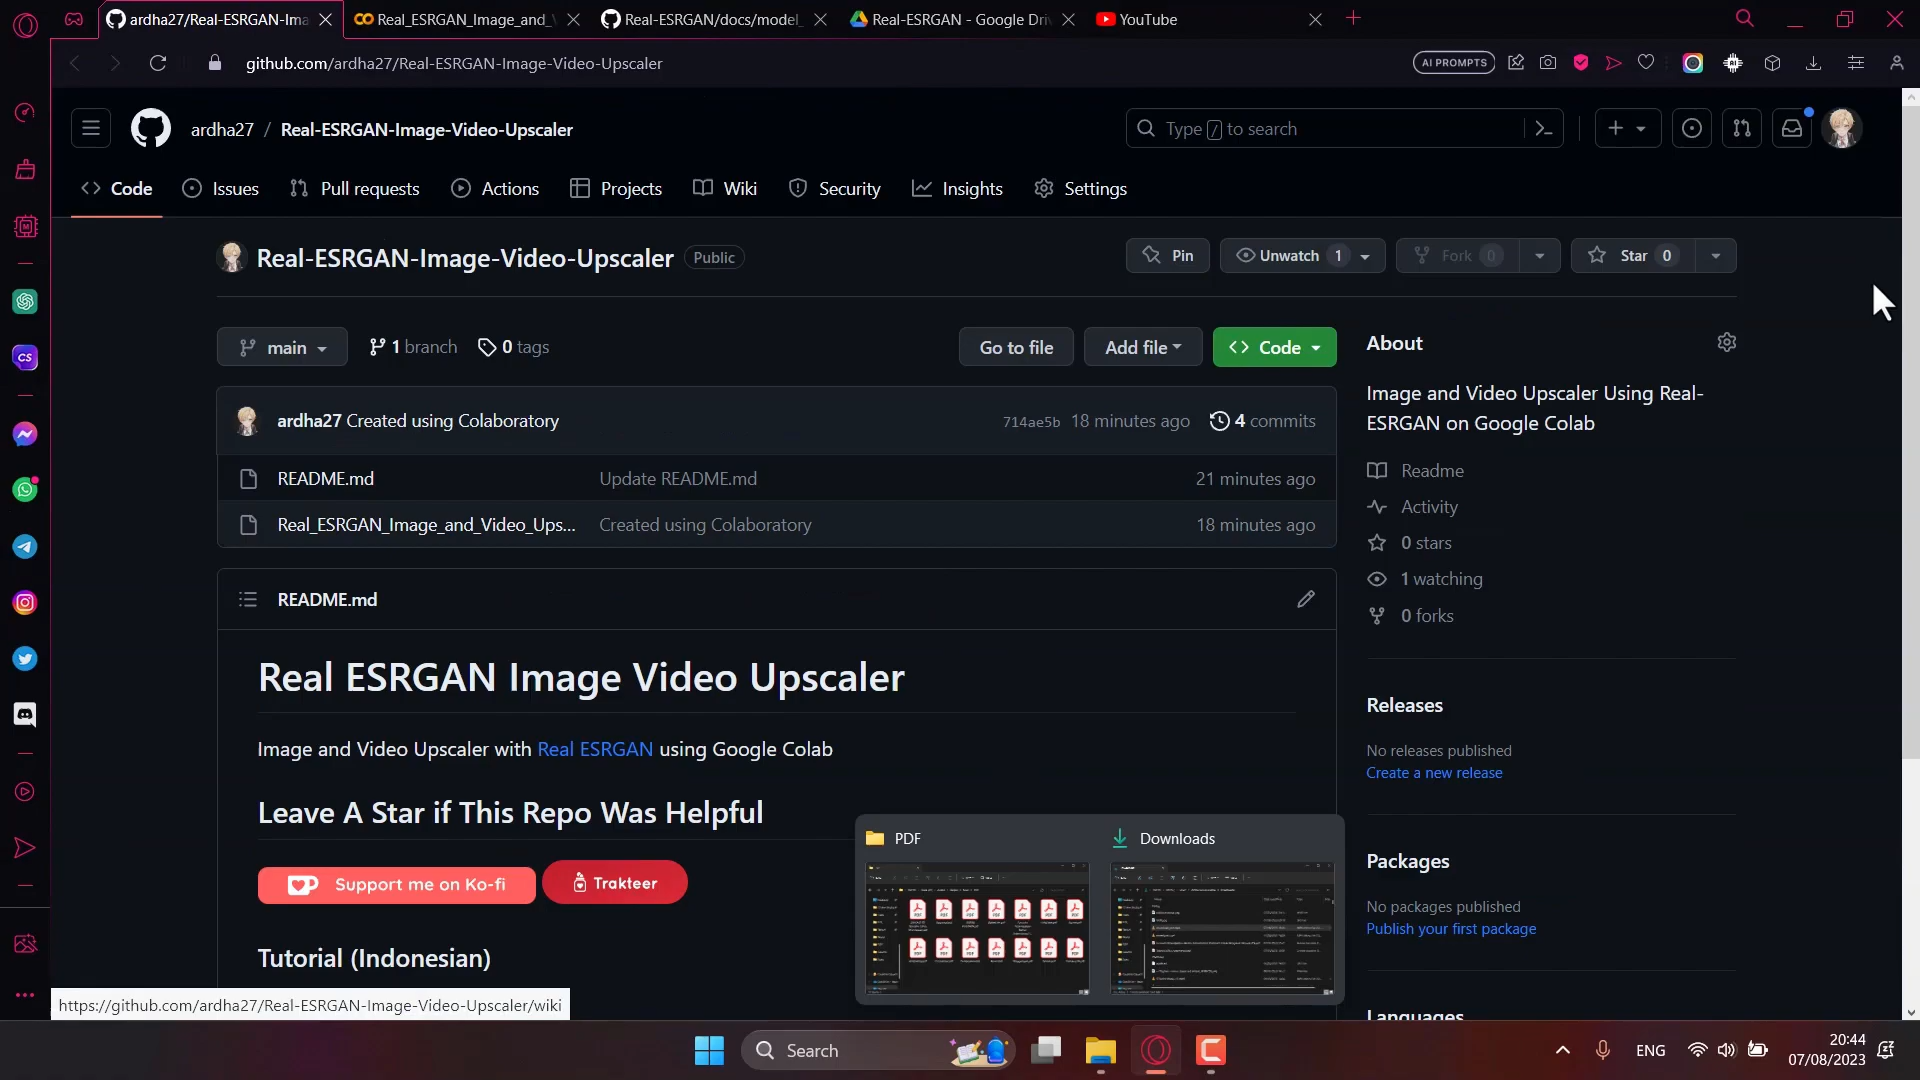 ardha27/Real-ESRGAN-Ima
Real_ESRGAN_Image_and_V
Real-ESRGAN/docs/model_
Real-ESRGAN - Google Driv
YouTube
github.com/ardha27/Real-ESRGAN-Image-Video-Upscaler
AI PROMPTS
ardha27 / Real-ESRGAN-Image-Video-Upscaler
Type / to search
Code
Issues
Pull requests
Actions
Projects
Wiki
Security
Insights
Settings
Real-ESRGAN-Image-Video-Upscaler
Public
Pin
Unwatch 1
Fork 0
Star 0
main
1 branch
0 tags
Go to file
Add file
Code
ardha27 Created using Colaboratory
714ae5b 18 minutes ago
4 commits
README.md
Update README.md
21 minutes ago
Real_ESRGAN_Image_and_Video_Ups...
Created using Colaboratory
18 minutes ago
README.md
Real ESRGAN Image Video Upscaler
Image and Video Upscaler with Real ESRGAN using Google Colab
Leave A Star if This Repo Was Helpful
Support me on Ko-fi
Trakteer
Tutorial (Indonesian)
About
Image and Video Upscaler Using Real-
ESRGAN on Google Colab
Readme
Activity
0 stars
1 watching
0 forks
Releases
No releases published
Create a new release
Packages
No packages published
Publish your first package
Languages
PDF
Downloads
https://github.com/ardha27/Real-ESRGAN-Image-Video-Upscaler/wiki
Search
ENG
20:44
07/08/2023